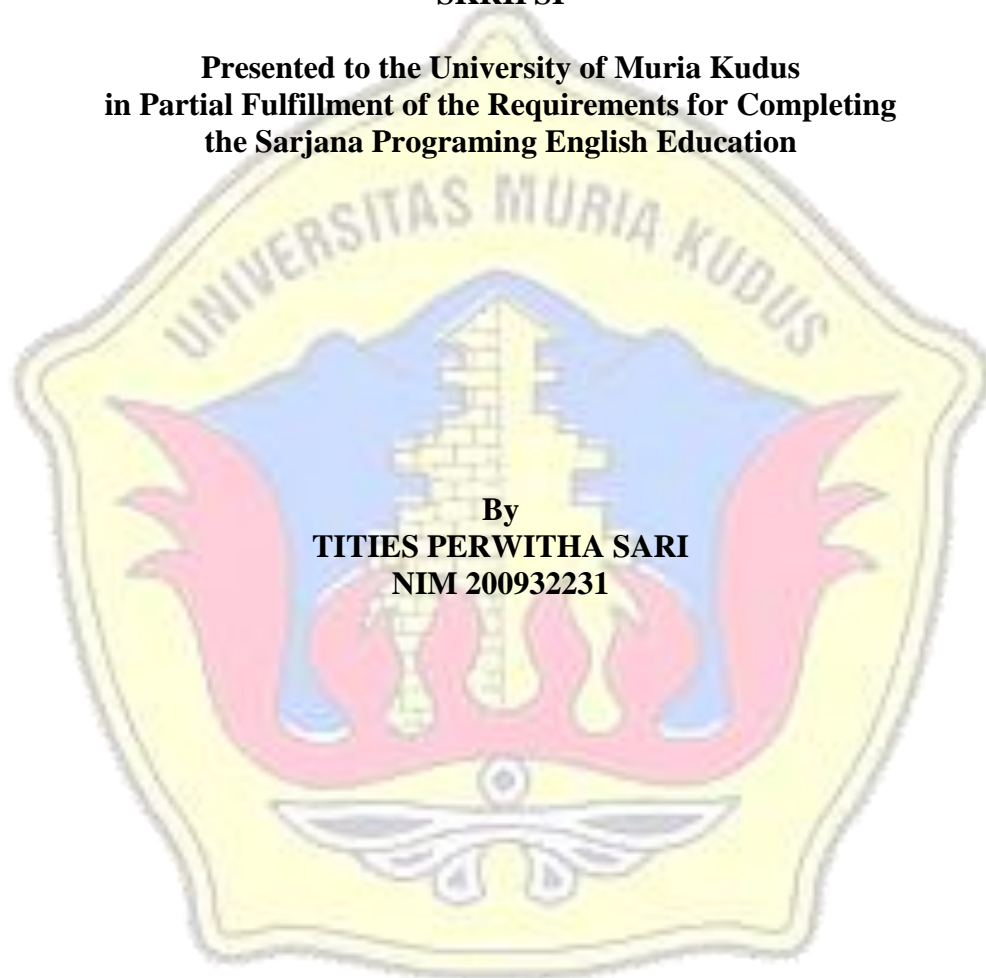 SKRIPSI
Presented to the University of Muria Kudus
in Partial Fulfillment of the Requirements for Completing
the Sarjana Programing English Education
UNIVERSITAS MURIA KUDUS
By
TITIES PERWITHA SARI
NIM 200932231